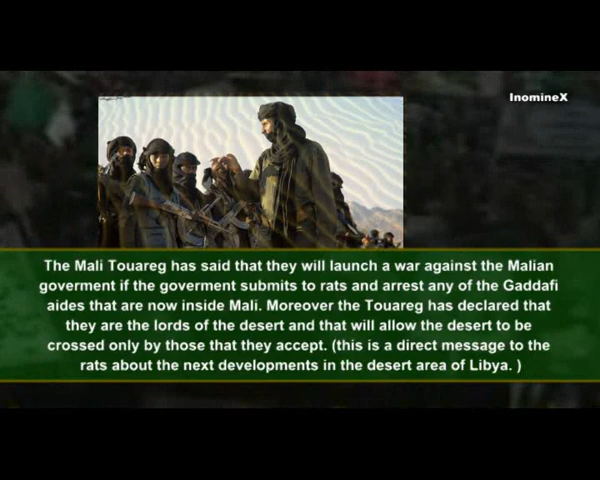 InomineX
The Mali Touareg has said that they will launch a war against the Malian
goverment if the goverment submits to rats and arrest any of the Gaddafi
aides that are now inside Mali. Moreover the Touareg has declared that
they are the lords of the desert and that will allow the desert to be
crossed only by those that they accept. (this is a direct message to the
rats about the next developments in the desert area of Libya. )